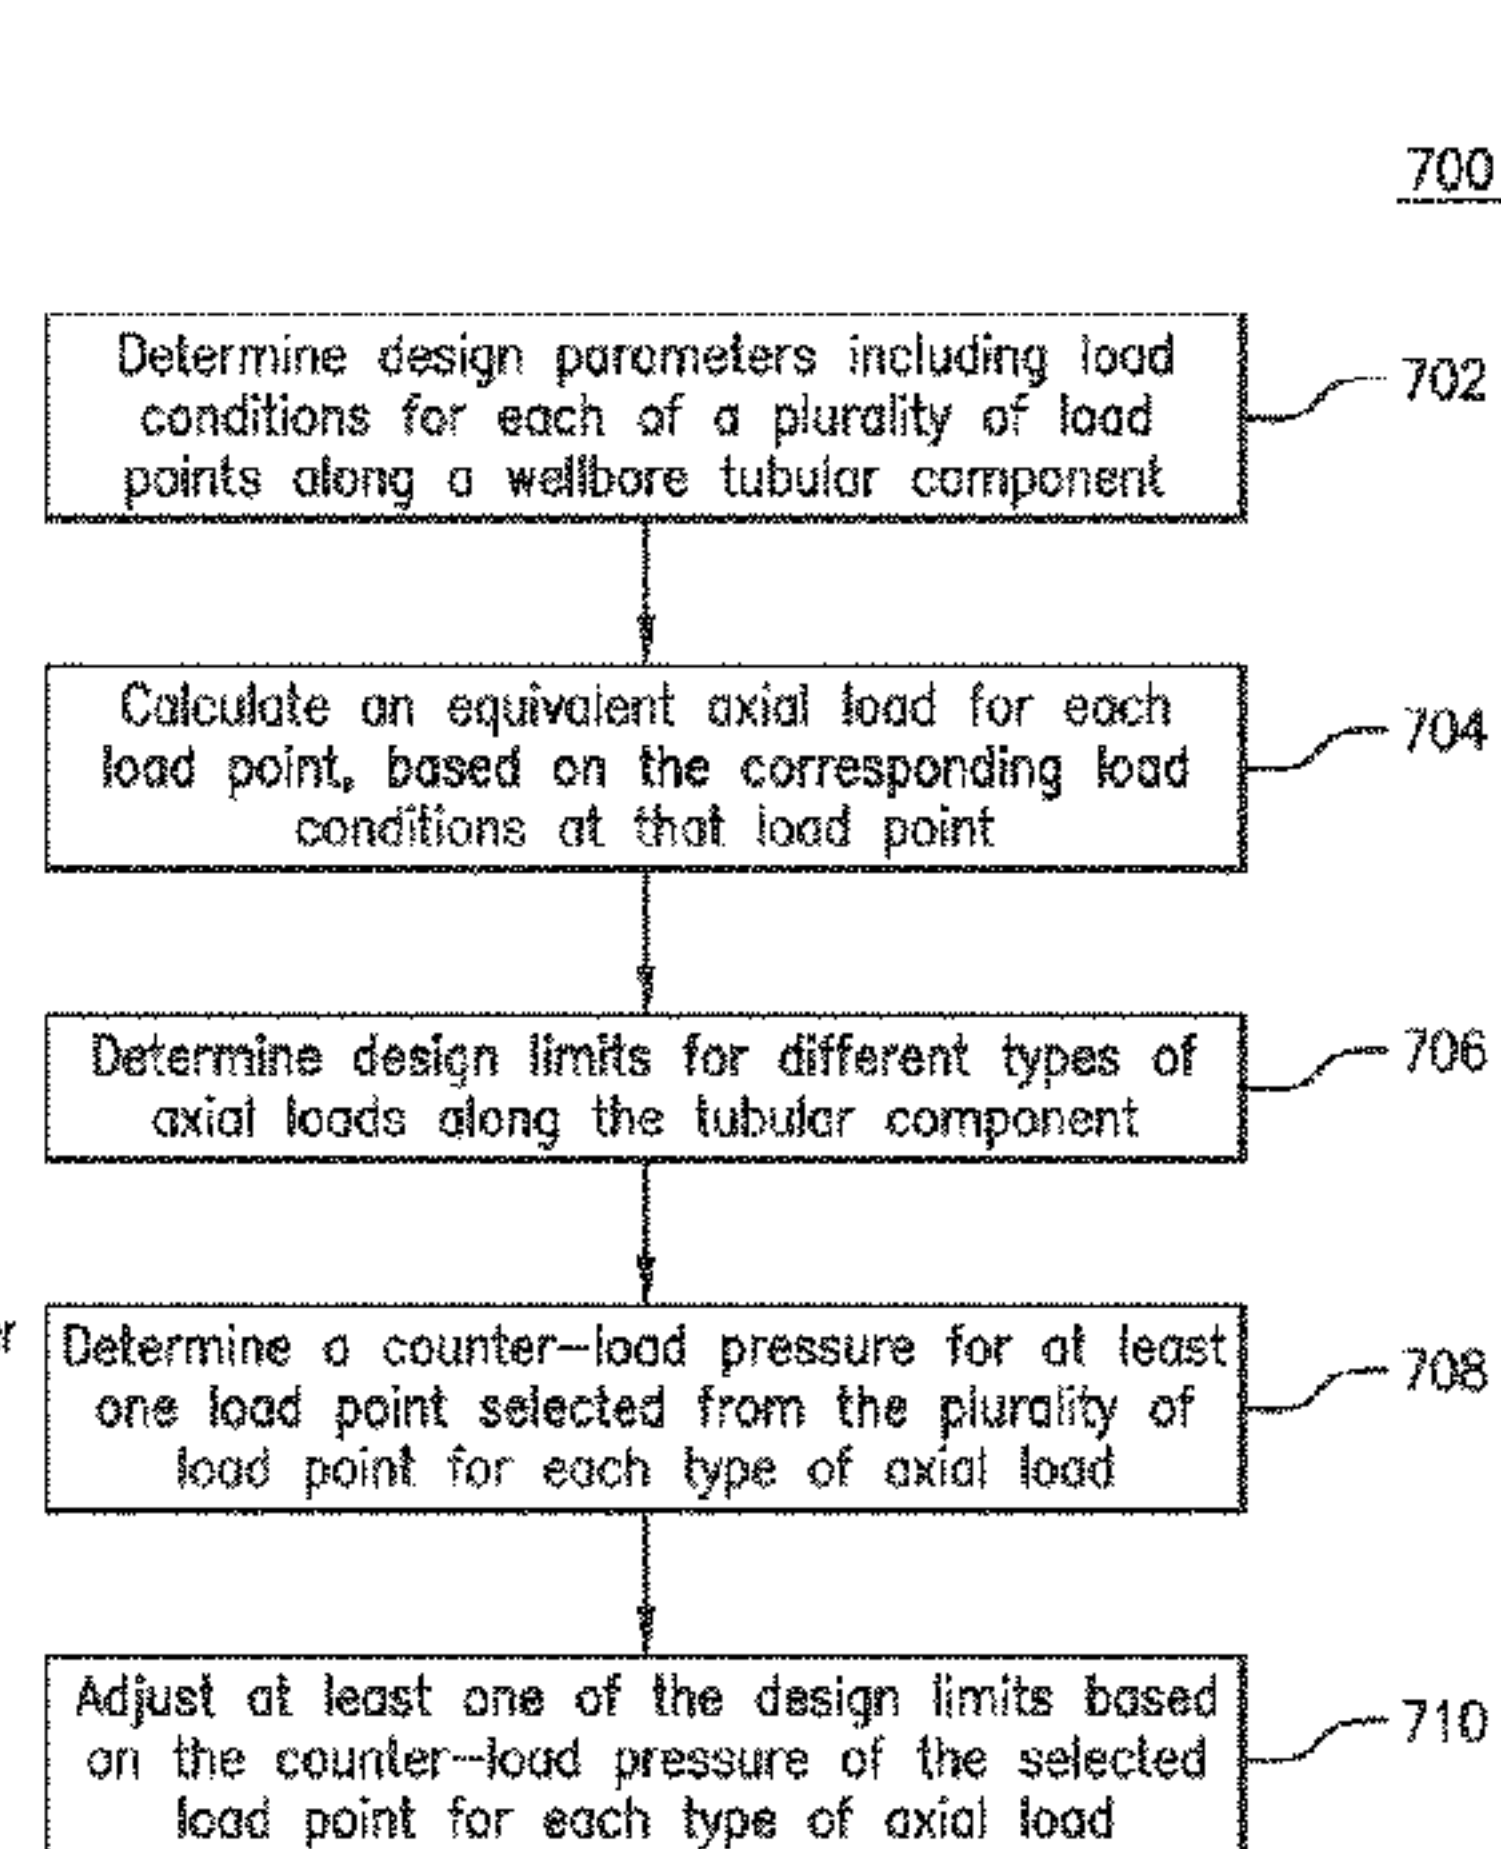 700
Determine design parameters including load
conditions for each of a plurality of load
points along a wellbore tubular component
702
Calculate an equivalent axial load for each
load point, based on the corresponding load
conditions at that load point
704
Determine design limits for different types of
axial loads along the tubular component
706
Determine a counter-load pressure for at least
one load point selected from the plurality of
load point for each type of axial load
708
Adjust at least one of the design limits based
on the counter-load pressure of the selected
load point for each type of axial load
710